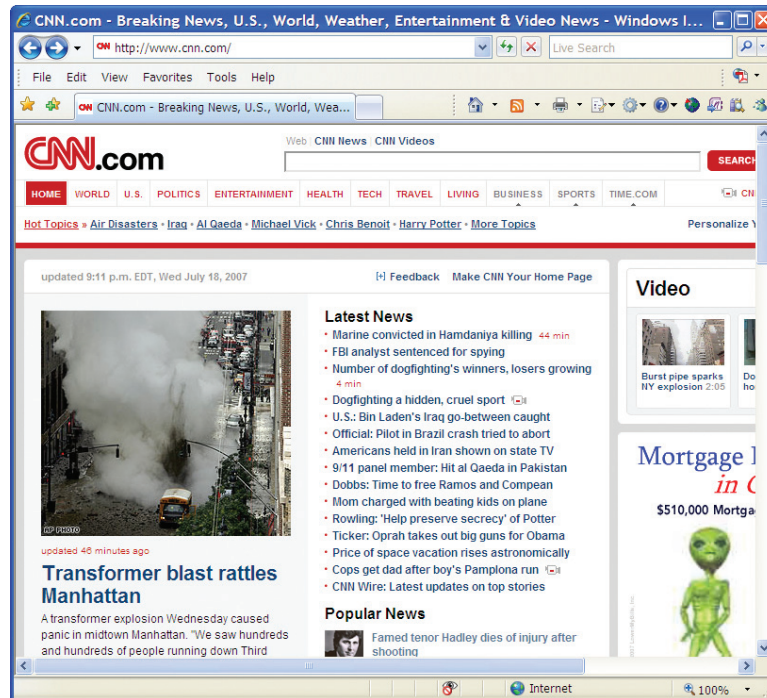 CNN.com - Breaking News, U.S., World, Weather, Entertainment & Video News - Windows I...
CNN http://www.cnn.com/
Live Search
File Edit View Favorites Tools Help
CNN CNN.com - Breaking News, U.S., World, Wea...
CNN.com
Web | CNN News | CNN Videos
SEARCH
HOME WORLD U.S. POLITICS ENTERTAINMENT HEALTH TECH TRAVEL LIVING BUSINESS SPORTS TIME.COM CN
Hot Topics » Air Disasters • Iraq • Al Qaeda • Michael Vick • Chris Benoit • Harry Potter • More Topics
Personalize Y
updated 9:11 p.m. EDT, Wed July 18, 2007
[+] Feedback Make CNN Your Home Page
AP PHOTO
updated 46 minutes ago
Transformer blast rattles
Manhattan
A transformer explosion Wednesday caused
panic in midtown Manhattan. "We saw hundreds
and hundreds of people running down Third
Latest News
• Marine convicted in Hamdaniya killing 44 min
• FBI analyst sentenced for spying
• Number of dogfighting's winners, losers growing
4 min
• Dogfighting a hidden, cruel sport
• U.S.: Bin Laden's Iraq go-between caught
• Official: Pilot in Brazil crash tried to abort
• Americans held in Iran shown on state TV
• 9/11 panel member: Hit al Qaeda in Pakistan
• Dobbs: Time to free Ramos and Compean
• Mom charged with beating kids on plane
• Rowling: 'Help preserve secrecy' of Potter
• Ticker: Oprah takes out big guns for Obama
• Price of space vacation rises astronomically
• Cops get dad after boy's Pamplona run
• CNN Wire: Latest updates on top stories
Popular News
Famed tenor Hadley dies of injury after
shooting
Video
Burst pipe sparks
NY explosion 2:05
Do
ho
Mortgage
in
$510,000 Mortga
Internet
100%